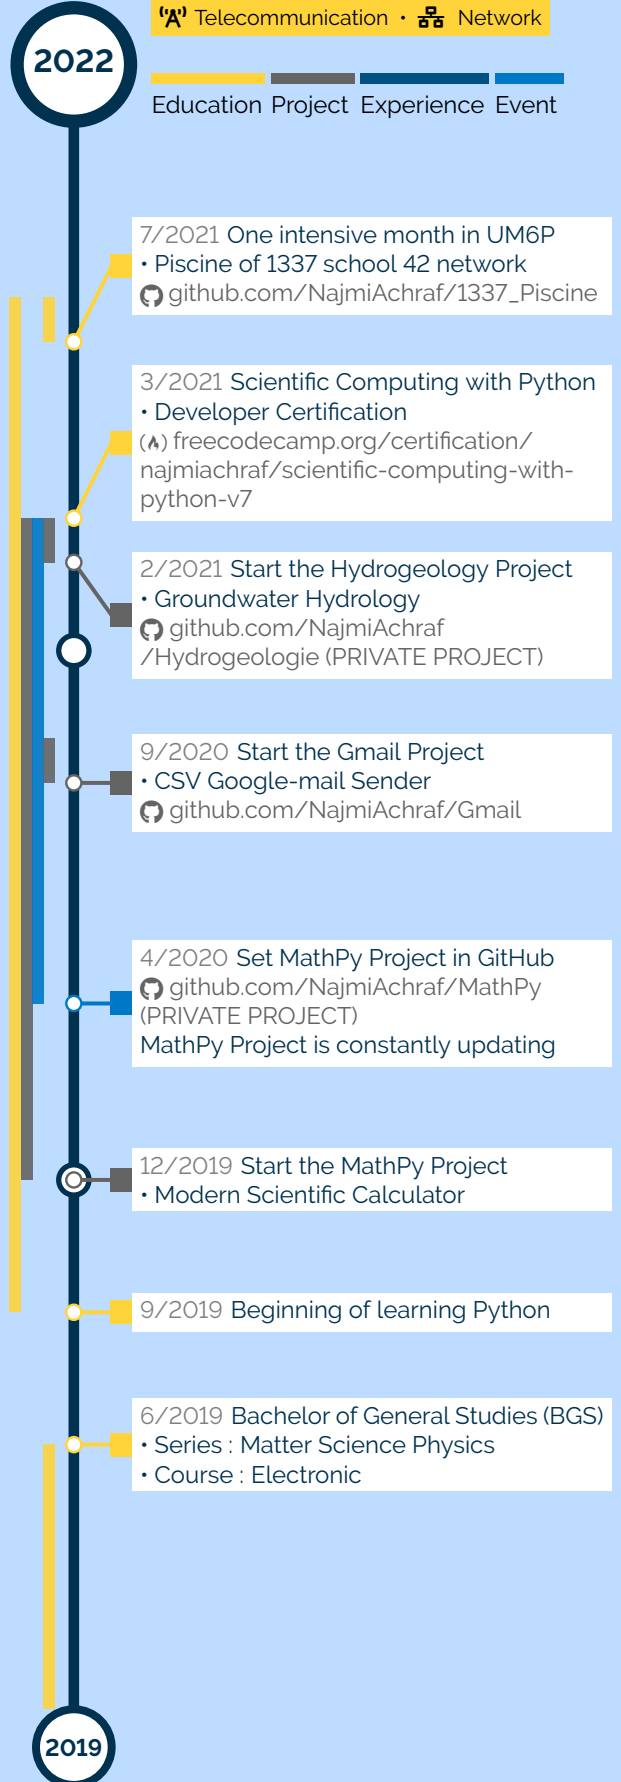 Telecommunication • Network
2022
Education Project Experience Event
7/2021 One intensive month in UM6P
• Piscine of 1337 school 42 network
github.com/NajmiAchraf/1337_Piscine
3/2021 Scientific Computing with Python
• Developer Certification
freecodecamp.org/certification/
najmiachraf/scientific-computing-with-
python-v7
2/2021 Start the Hydrogeology Project
• Groundwater Hydrology
github.com/NajmiAchraf
/Hydrogeologie (PRIVATE PROJECT)
9/2020 Start the Gmail Project
• CSV Google-mail Sender
github.com/NajmiAchraf/Gmail
4/2020 Set MathPy Project in GitHub
github.com/NajmiAchraf/MathPy
(PRIVATE PROJECT)
MathPy Project is constantly updating
12/2019 Start the MathPy Project
• Modern Scientific Calculator
9/2019 Beginning of learning Python
6/2019 Bachelor of General Studies (BGS)
• Series : Matter Science Physics
• Course : Electronic
2019